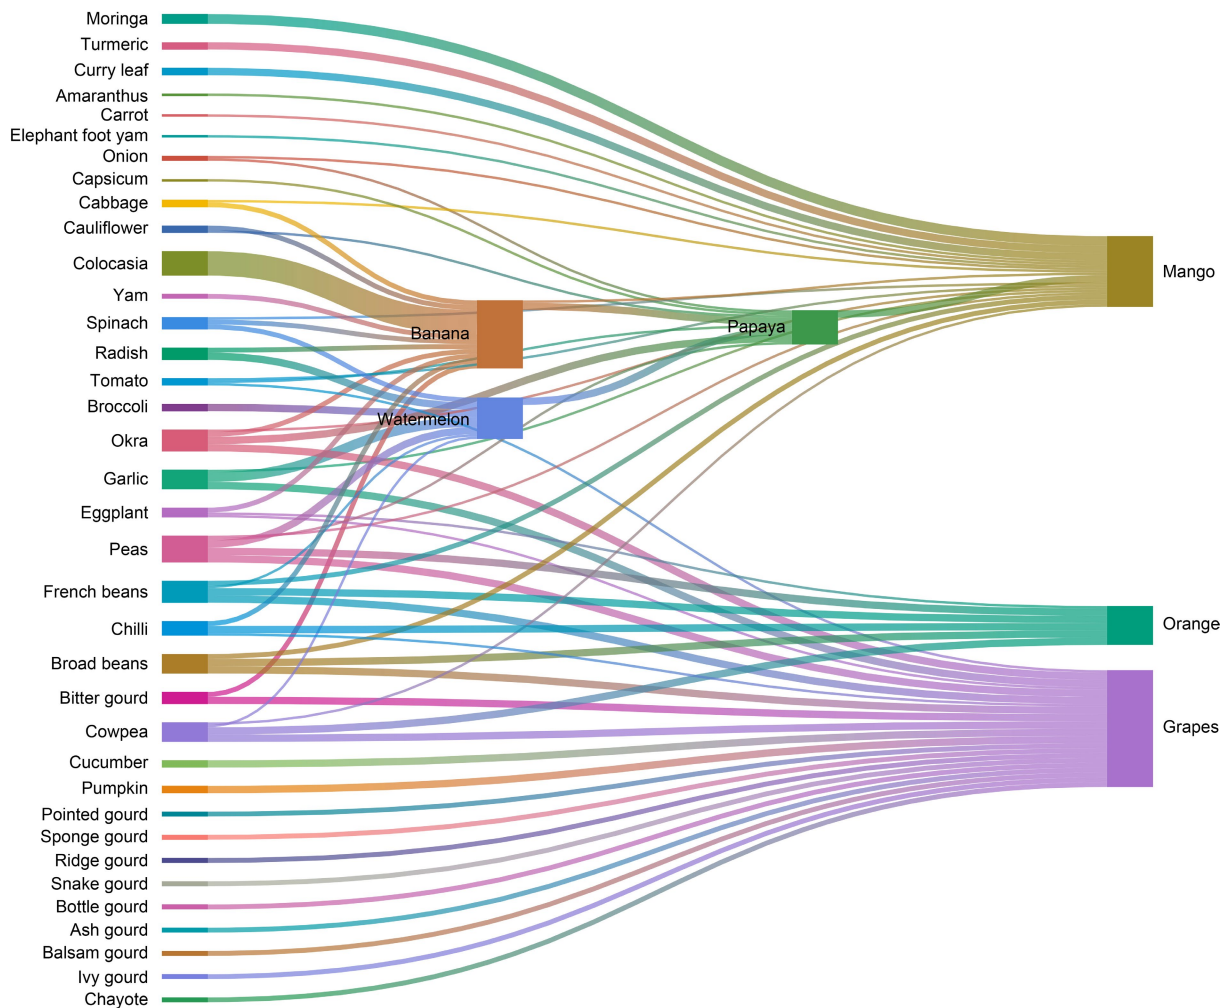 Moringa
Turmeric
Curry leaf
Amaranthus
Carrot
Elephant foot yam
Onion
Capsicum
Cabbage
Cauliflower
Colocasia
Yam
Spinach
Radish
Tomato
Broccoli
Okra
Garlic
Eggplant
Peas
French beans
Chilli
Broad beans
Bitter gourd
Cowpea
Cucumber
Pumpkin
Pointed gourd
Sponge gourd
Ridge gourd
Snake gourd
Bottle gourd
Ash gourd
Balsam gourd
Ivy gourd
Chayote
Banana
Watermelon
Papaya
Mango
Orange
Grapes